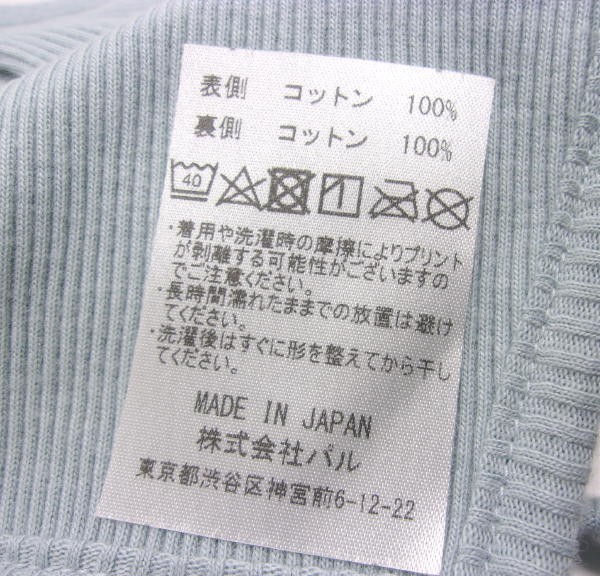 表側 コットン 100%
裏側 コットン 100%
40
・着用や洗濯時の摩擦によりプリント
が剥離する可能性がございますの
でご注意ください。
・長時間濡れたままでの放置は避け
てください。
・洗濯後はすぐに形を整えてから干し
てください。
MADE IN JAPAN
株式会社パル
東京都渋谷区神宮前6-12-22